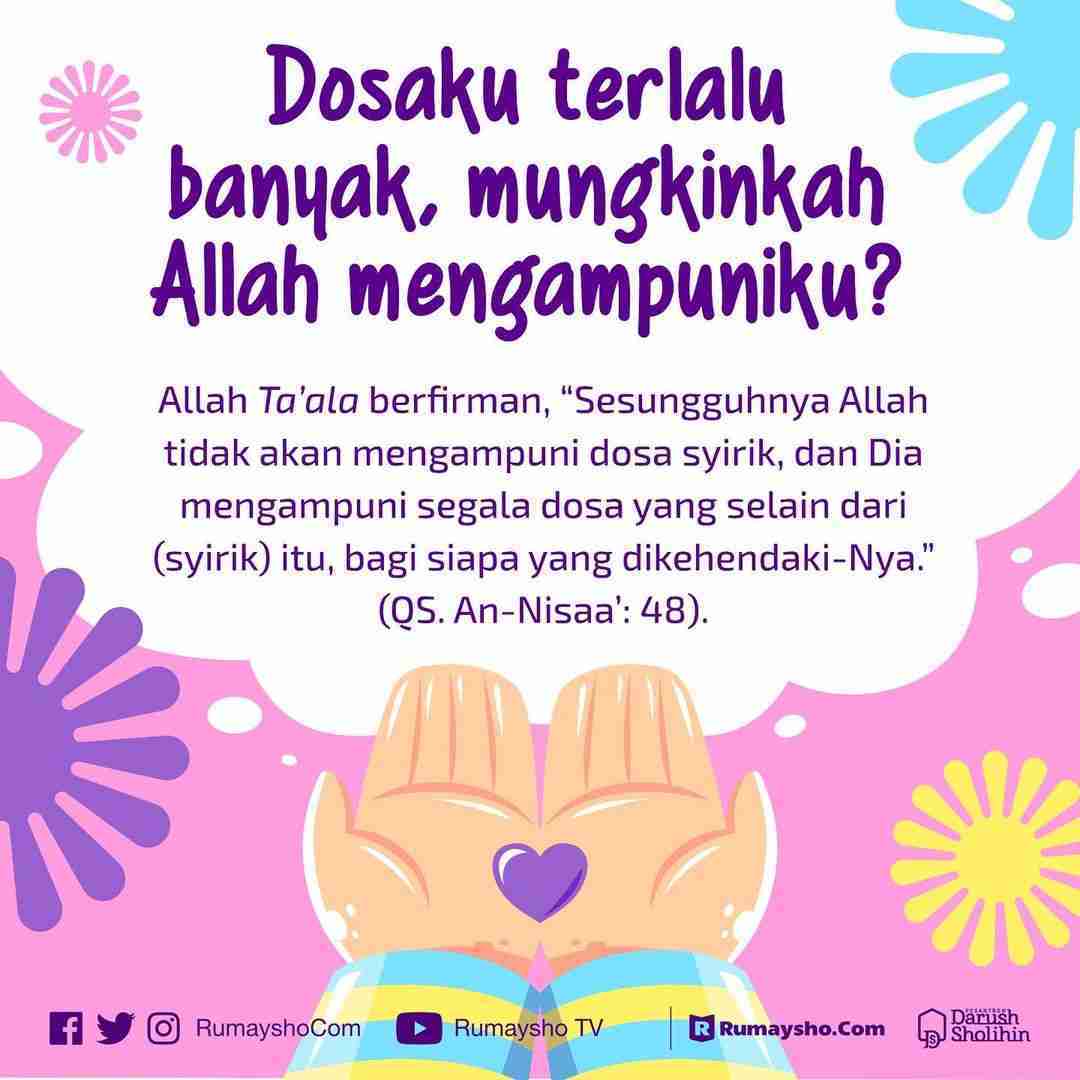 Dosaku terlalu
banyak, mungkinkah
Allah mengampuniku?
Allah Ta'ala berfirman, “Sesungguhnya Allah
tidak akan mengampuni dosa syirik, dan Dia
mengampuni segala dosa yang selain dari
(syirik) itu, bagi siapa yang dikehendaki-Nya.”
(QS. An-Nisaa’: 48).
RumayshoCom
Rumaysho TV
Rumaysho.Com
PESANTREN
Darush
Sholihin